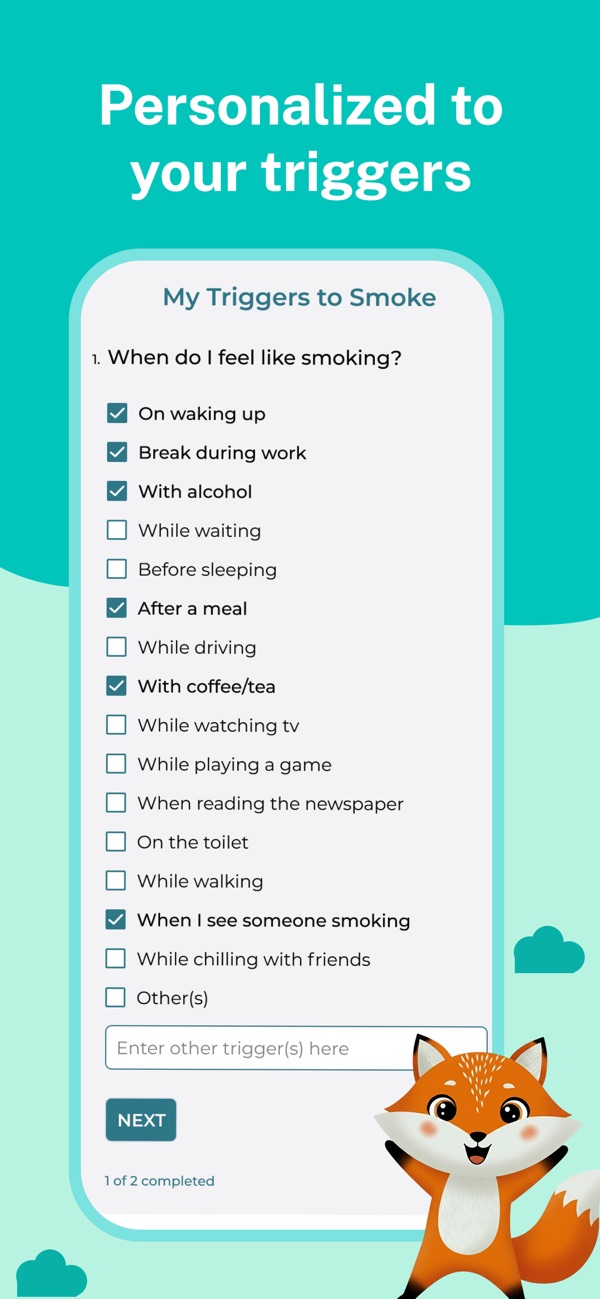 Personalized to
your triggers
My Triggers to Smoke
1. When do I feel like smoking?
On waking up
Break during work
With alcohol
While waiting
Before sleeping
After a meal
While driving
With coffee/tea
While watching tv
While playing a game
When reading the newspaper
On the toilet
While walking
When I see someone smoking
While chilling with friends
Other(s)
Enter other trigger(s) here
NEXT
1 of 2 completed